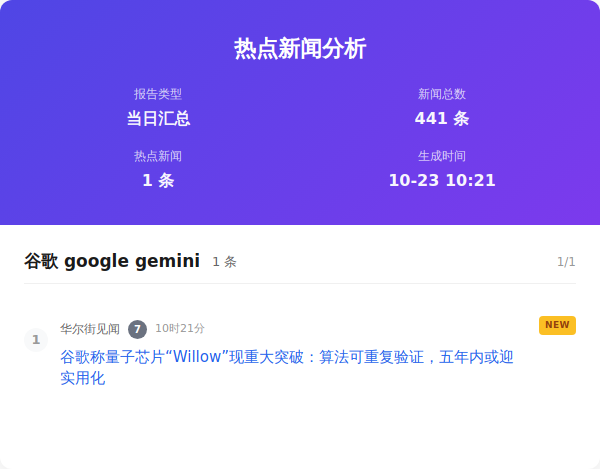 热点新闻分析
报告类型
新闻总数
当日汇总
441 条
热点新闻
生成时间
1 条
10-23 10:21
谷歌 google gemini 1 条 1/1
1
华尔街见闻 7 10时21分
NEW
谷歌称量子芯片“Willow”现重大突破：算法可重复验证，五年内或迎
实用化